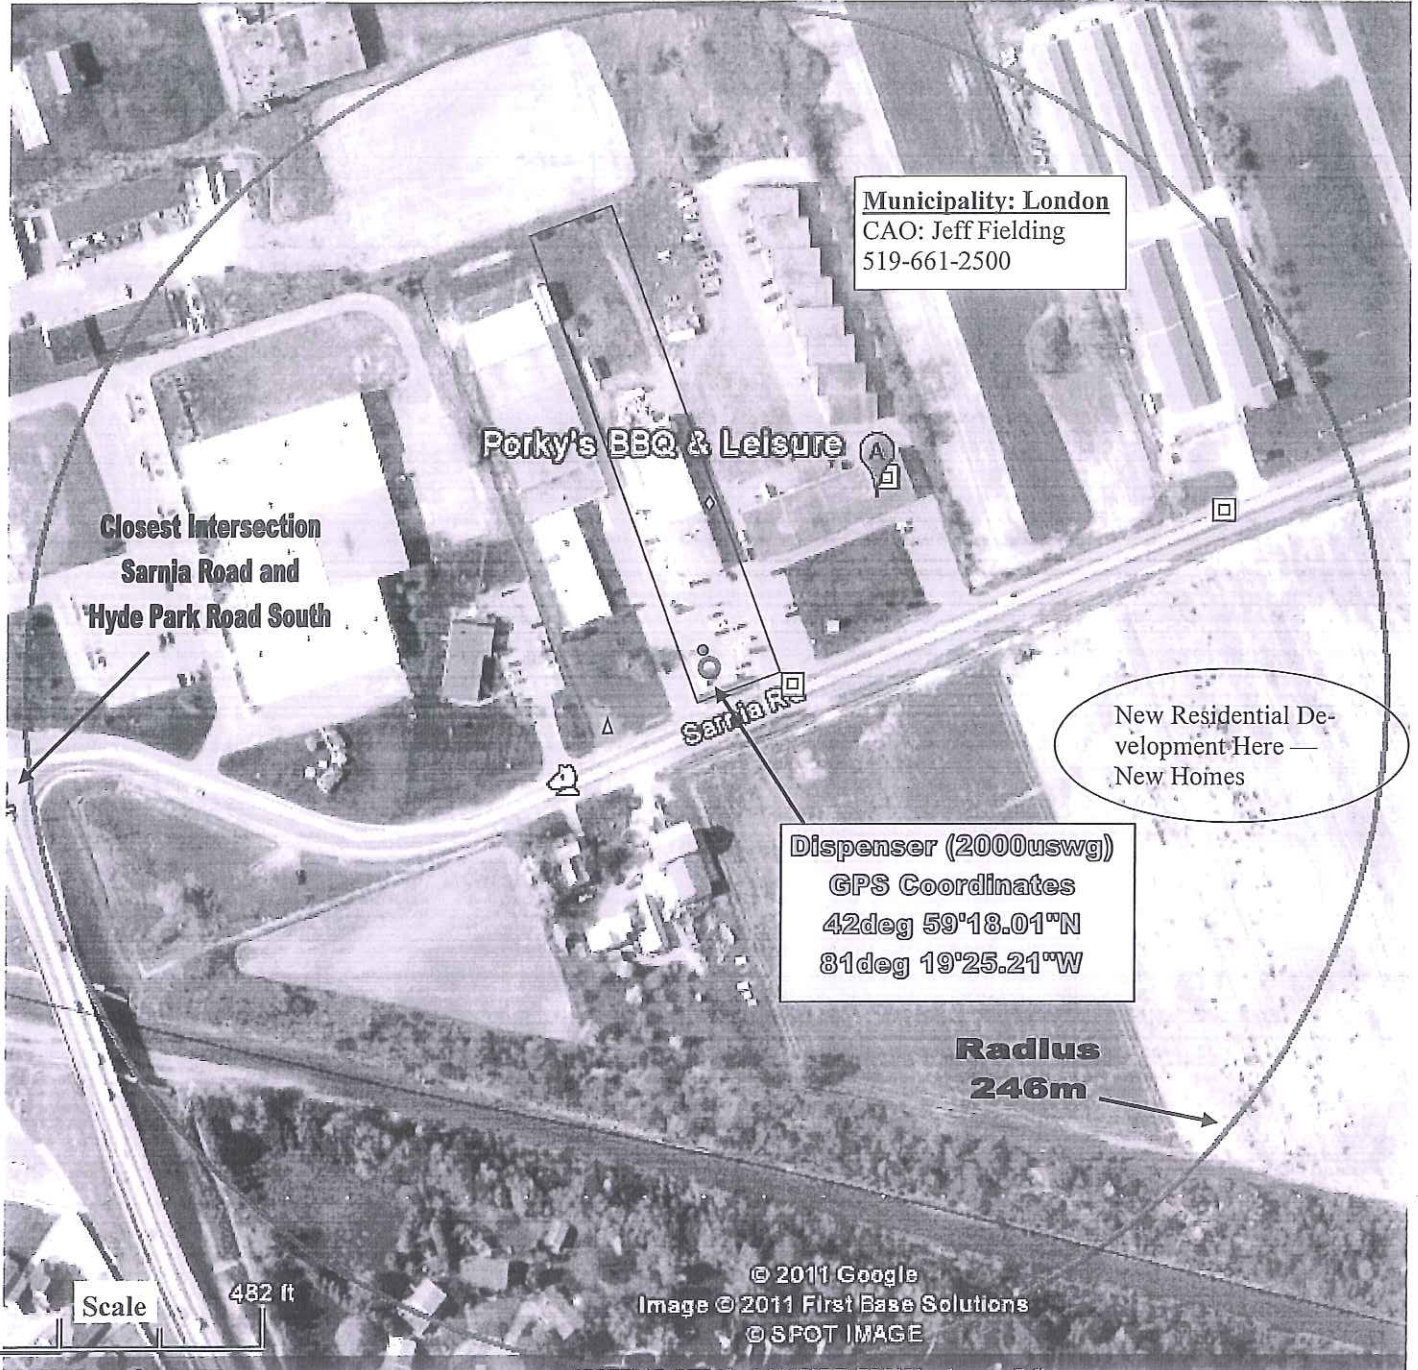 Municipality: London
CAO: Jeff Fielding
519-661-2500
Porky's BBQ & Leisure
A
Closest Intersection
Sarnia Road and
Hyde Park Road South
Sarnia Rd
New Residential De-
velopment Here —
New Homes
Dispenser (2000uswg)
GPS Coordinates
42deg 59'18.01"N
81deg 19'25.21"W
Radius
246m
Scale
482 ft
© 2011 Google
Image © 2011 First Base Solutions
© SPOT IMAGE